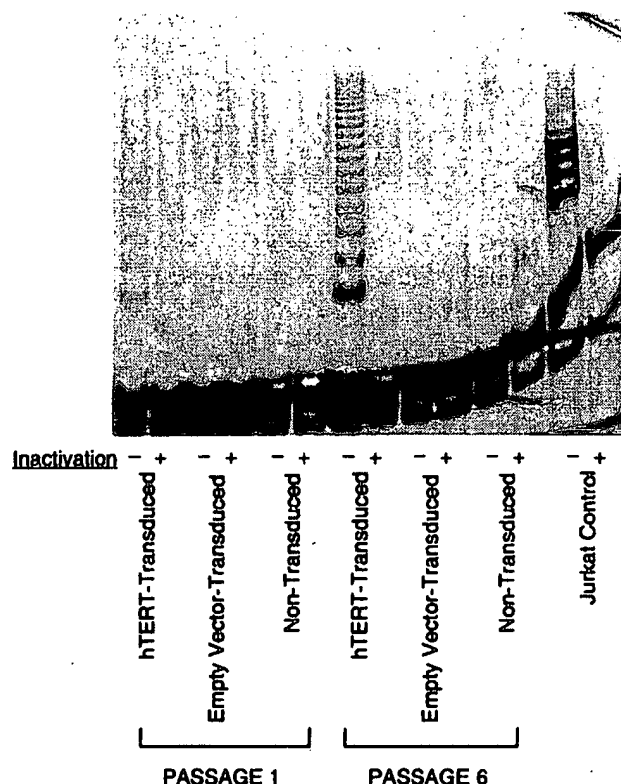 Inactivation - + - + - + - + - + - + - +
hTERT-Transduced
Empty Vector-Transduced
Non-Transduced
hTERT-Transduced
Empty Vector-Transduced
Non-Transduced
Jurkat Control
PASSAGE 1
PASSAGE 6